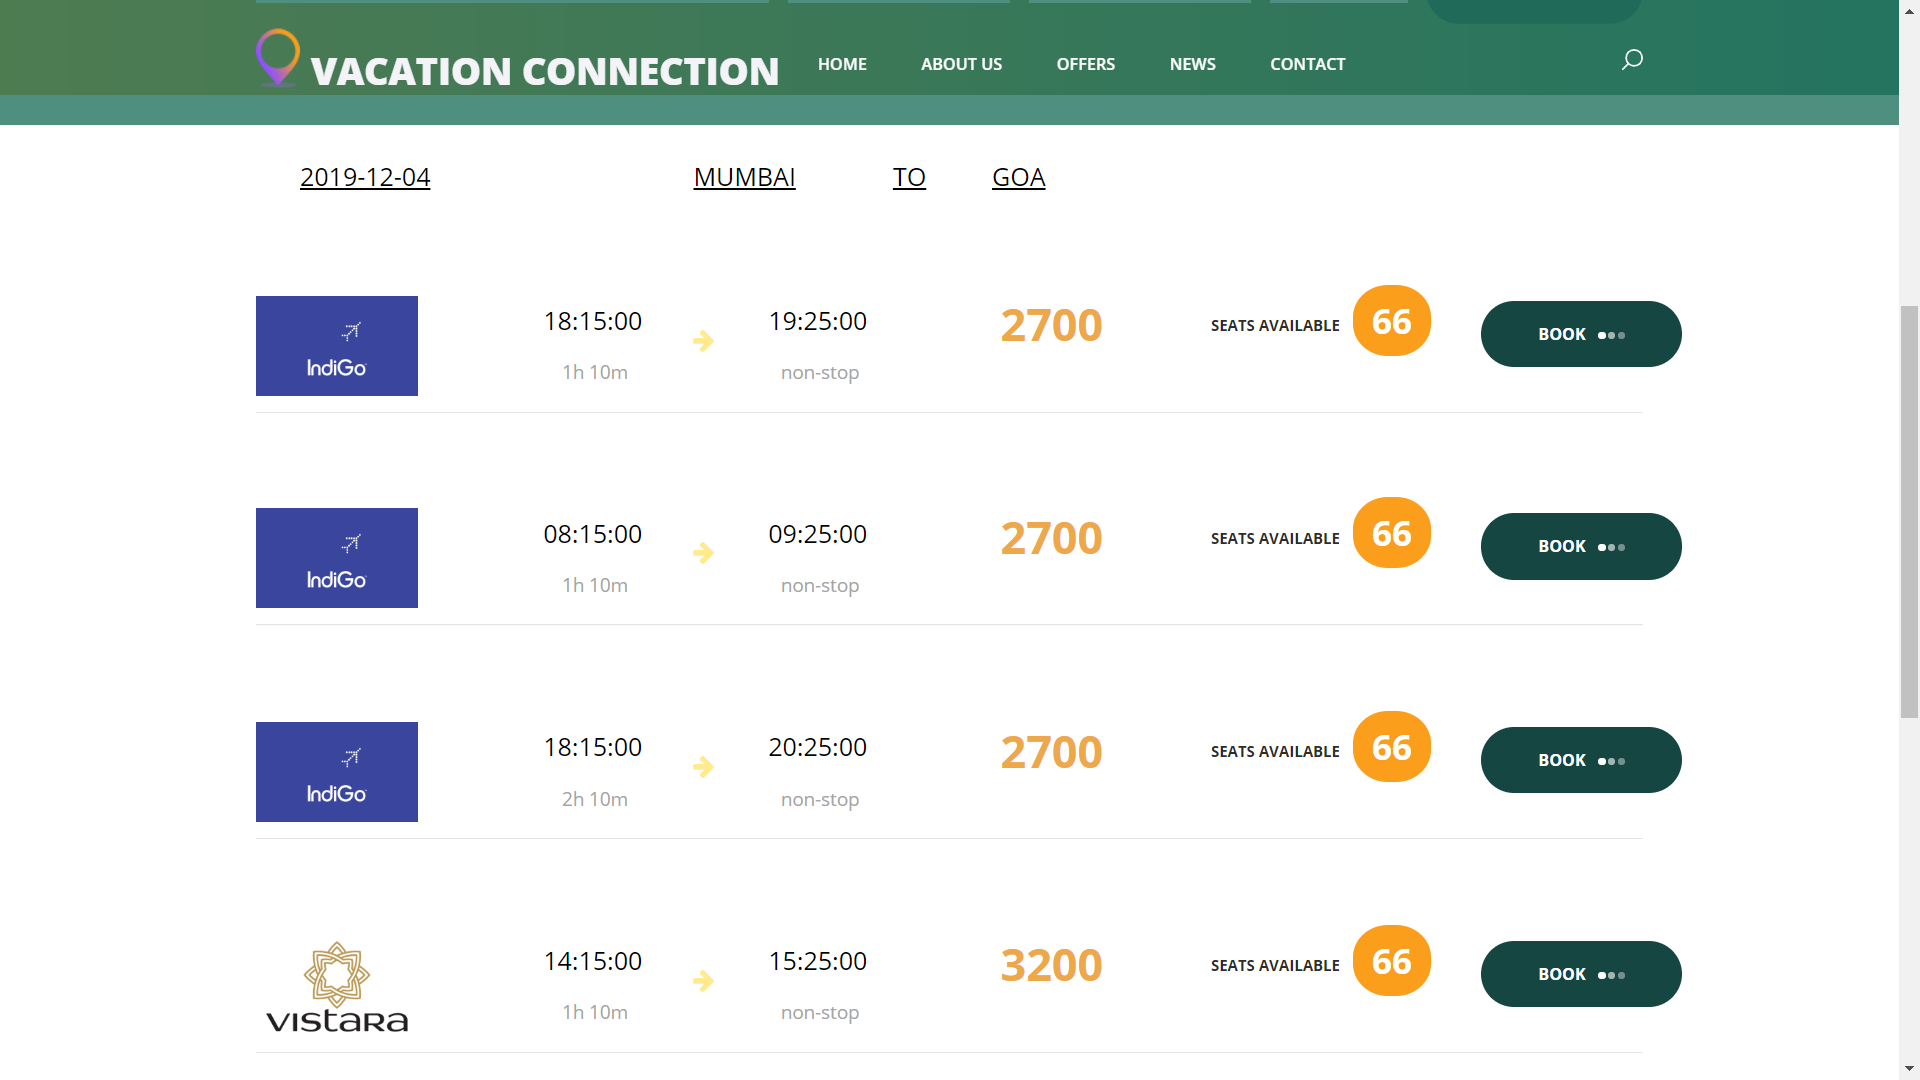 VACATION CONNECTION HOME ABOUT US OFFERS NEWS CONTACT
2019-12-04 MUMBAI TO GOA
IndiGo 18:15:00 19:25:00 2700 SEATS AVAILABLE 66 BOOK
1h 10m non-stop
IndiGo 08:15:00 09:25:00 2700 SEATS AVAILABLE 66 BOOK
1h 10m non-stop
IndiGo 18:15:00 20:25:00 2700 SEATS AVAILABLE 66 BOOK
2h 10m non-stop
VISTARA 14:15:00 15:25:00 3200 SEATS AVAILABLE 66 BOOK
1h 10m non-stop